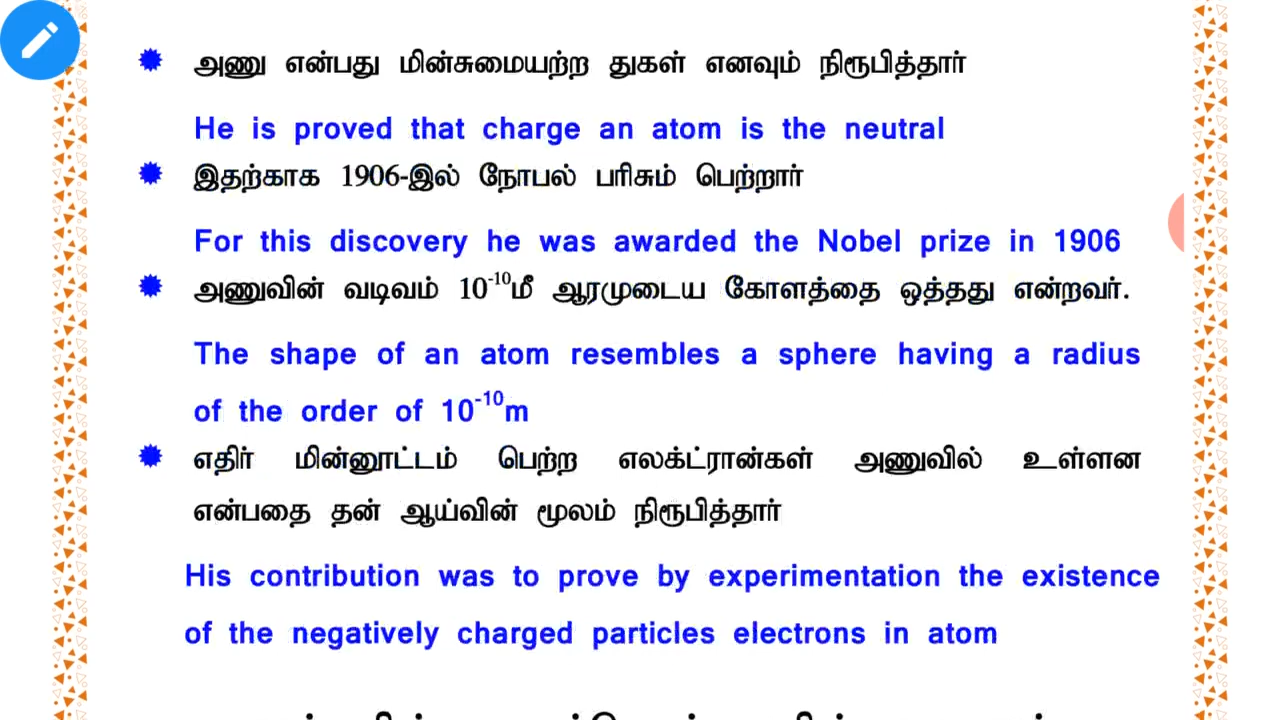 அணு என்பது மின்சுமையற்ற துகள் எனவும் நிரூபித்தார்
He is proved that charge an atom is the neutral
இதற்காக 1906-இல் நோபல் பரிசும் பெற்றார்
For this discovery he was awarded the Nobel prize in 1906
அணுவின் வடிவம் 10⁻¹⁰மீ ஆரமுடைய கோளத்தை ஒத்தது என்றவர்.
The shape of an atom resembles a sphere having a radius
of the order of 10⁻¹⁰m
எதிர் மின்னூட்டம் பெற்ற எலக்ட்ரான்கள் அணுவில் உள்ளன
என்பதை தன் ஆய்வின் மூலம் நிரூபித்தார்
His contribution was to prove by experimentation the existence
of the negatively charged particles electrons in atom